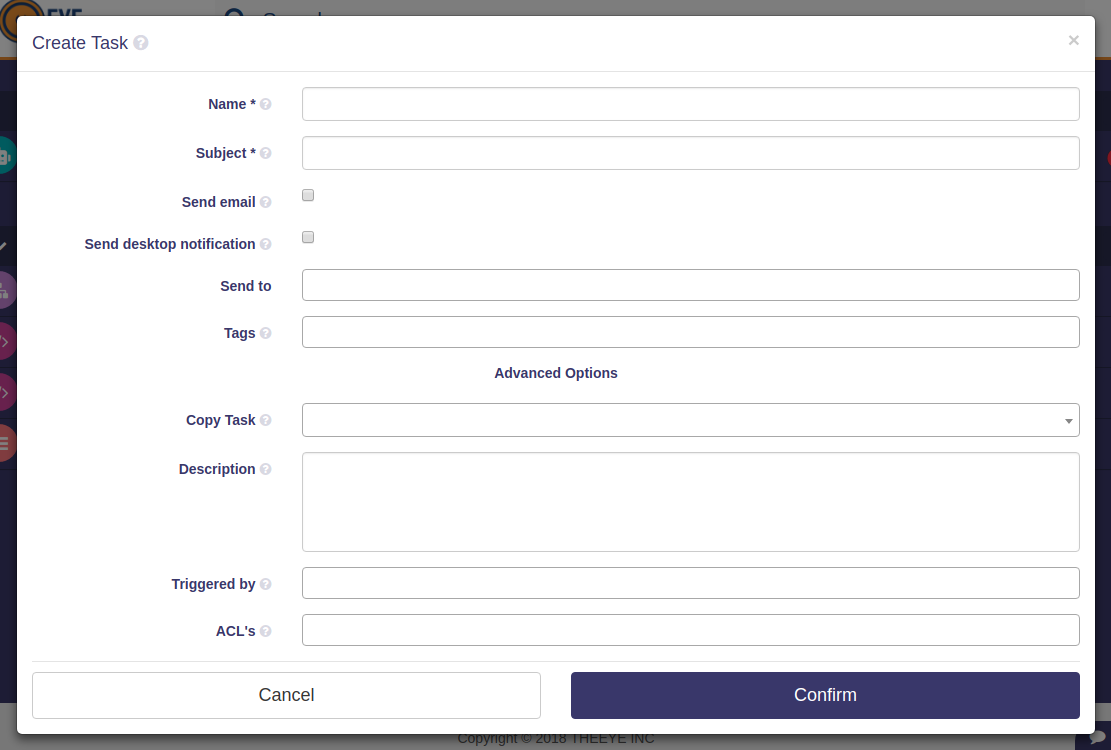 EYE
Create Task ?
×
Name * ?
Subject * ?
Send email ?
Send desktop notification ?
Send to
Tags ?
Advanced Options
Copy Task ?
Description ?
Triggered by ?
ACL's ?
Cancel
Confirm
Copyright © 2018 THEEYE INC